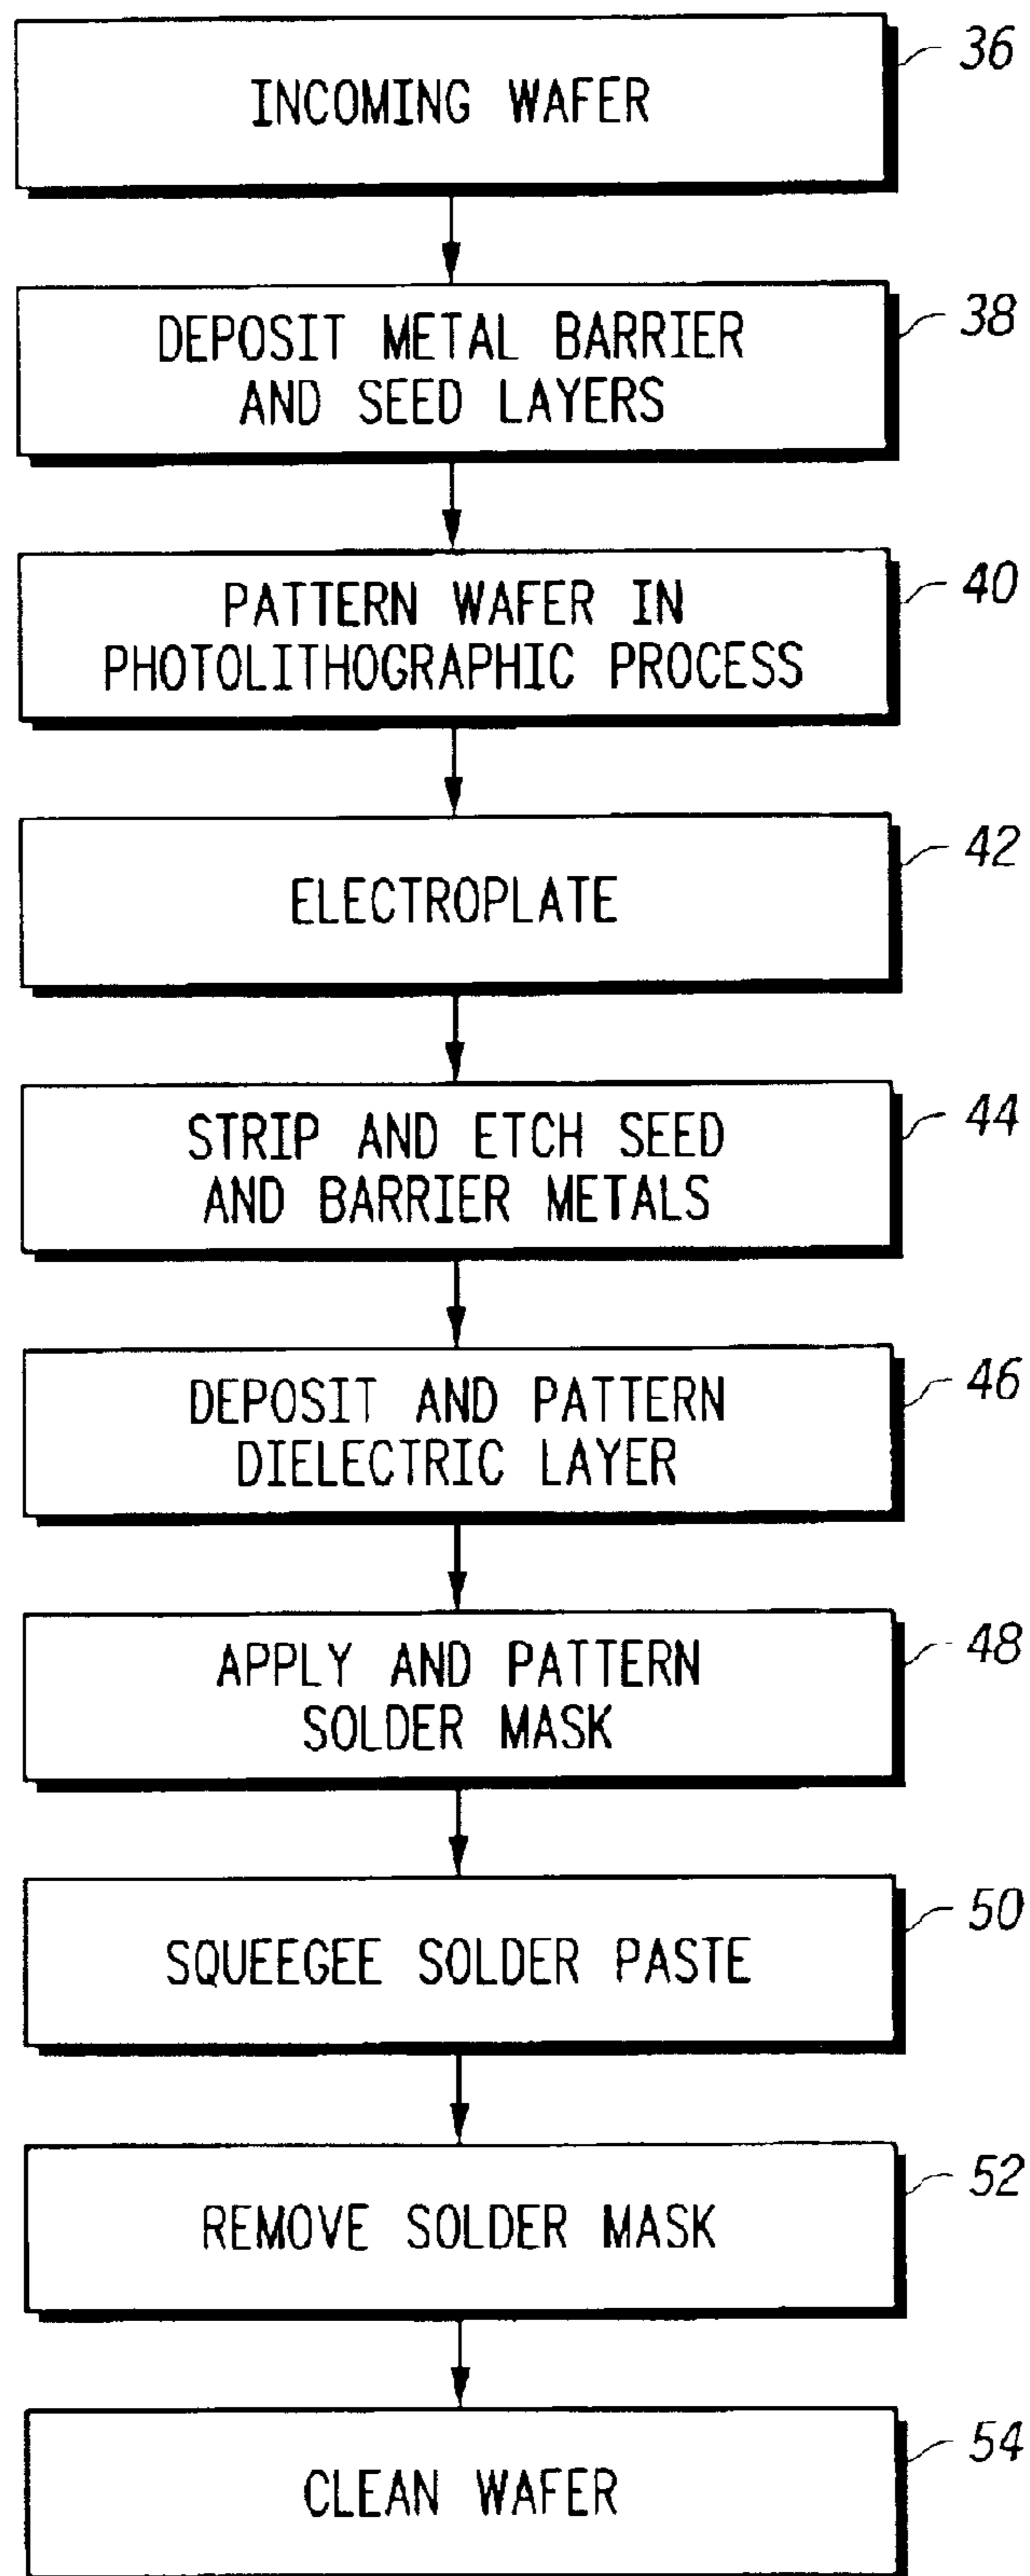 INCOMING WAFER
36
DEPOSIT METAL BARRIER
AND SEED LAYERS
38
PATTERN WAFER IN
PHOTOLITHOGRAPHIC PROCESS
40
ELECTROPLATE
42
STRIP AND ETCH SEED
AND BARRIER METALS
44
DEPOSIT AND PATTERN
DIELECTRIC LAYER
46
APPLY AND PATTERN
SOLDER MASK
48
SQUEEGEE SOLDER PASTE
50
REMOVE SOLDER MASK
52
CLEAN WAFER
54